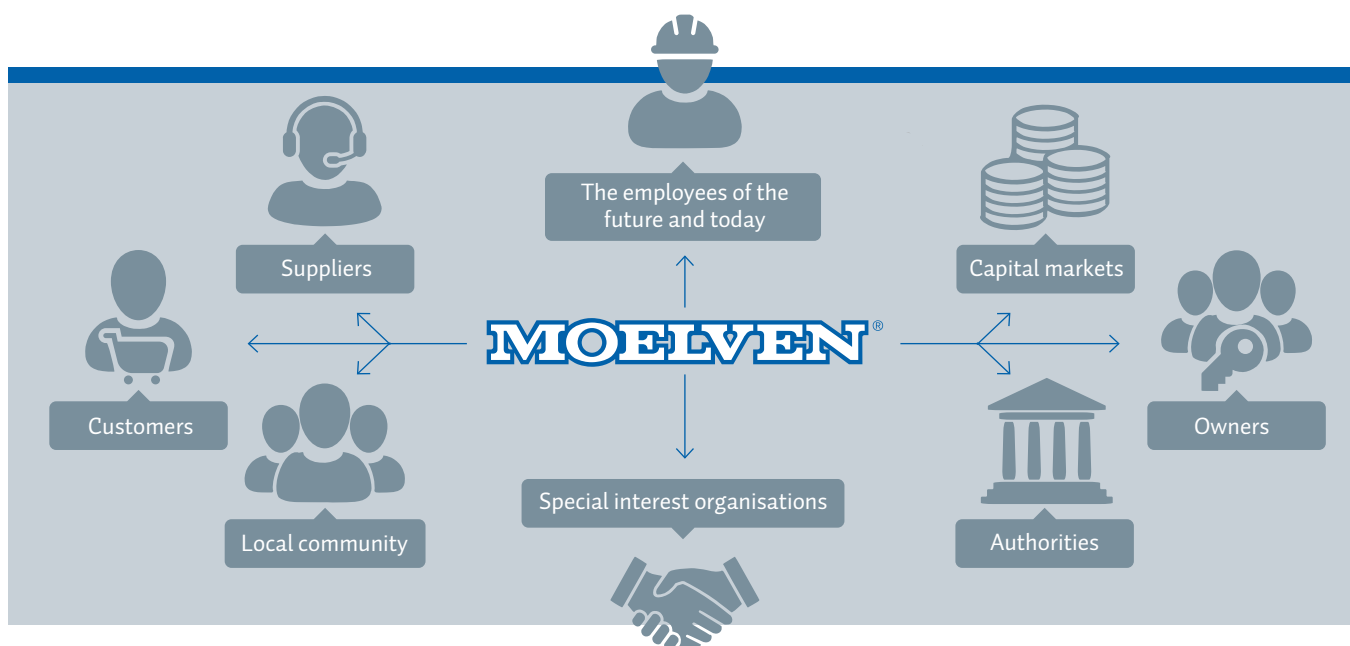 The employees of the
future and today
Suppliers
Capital markets
MOELVEN®
Customers
Owners
Special interest organisations
Local community
Authorities